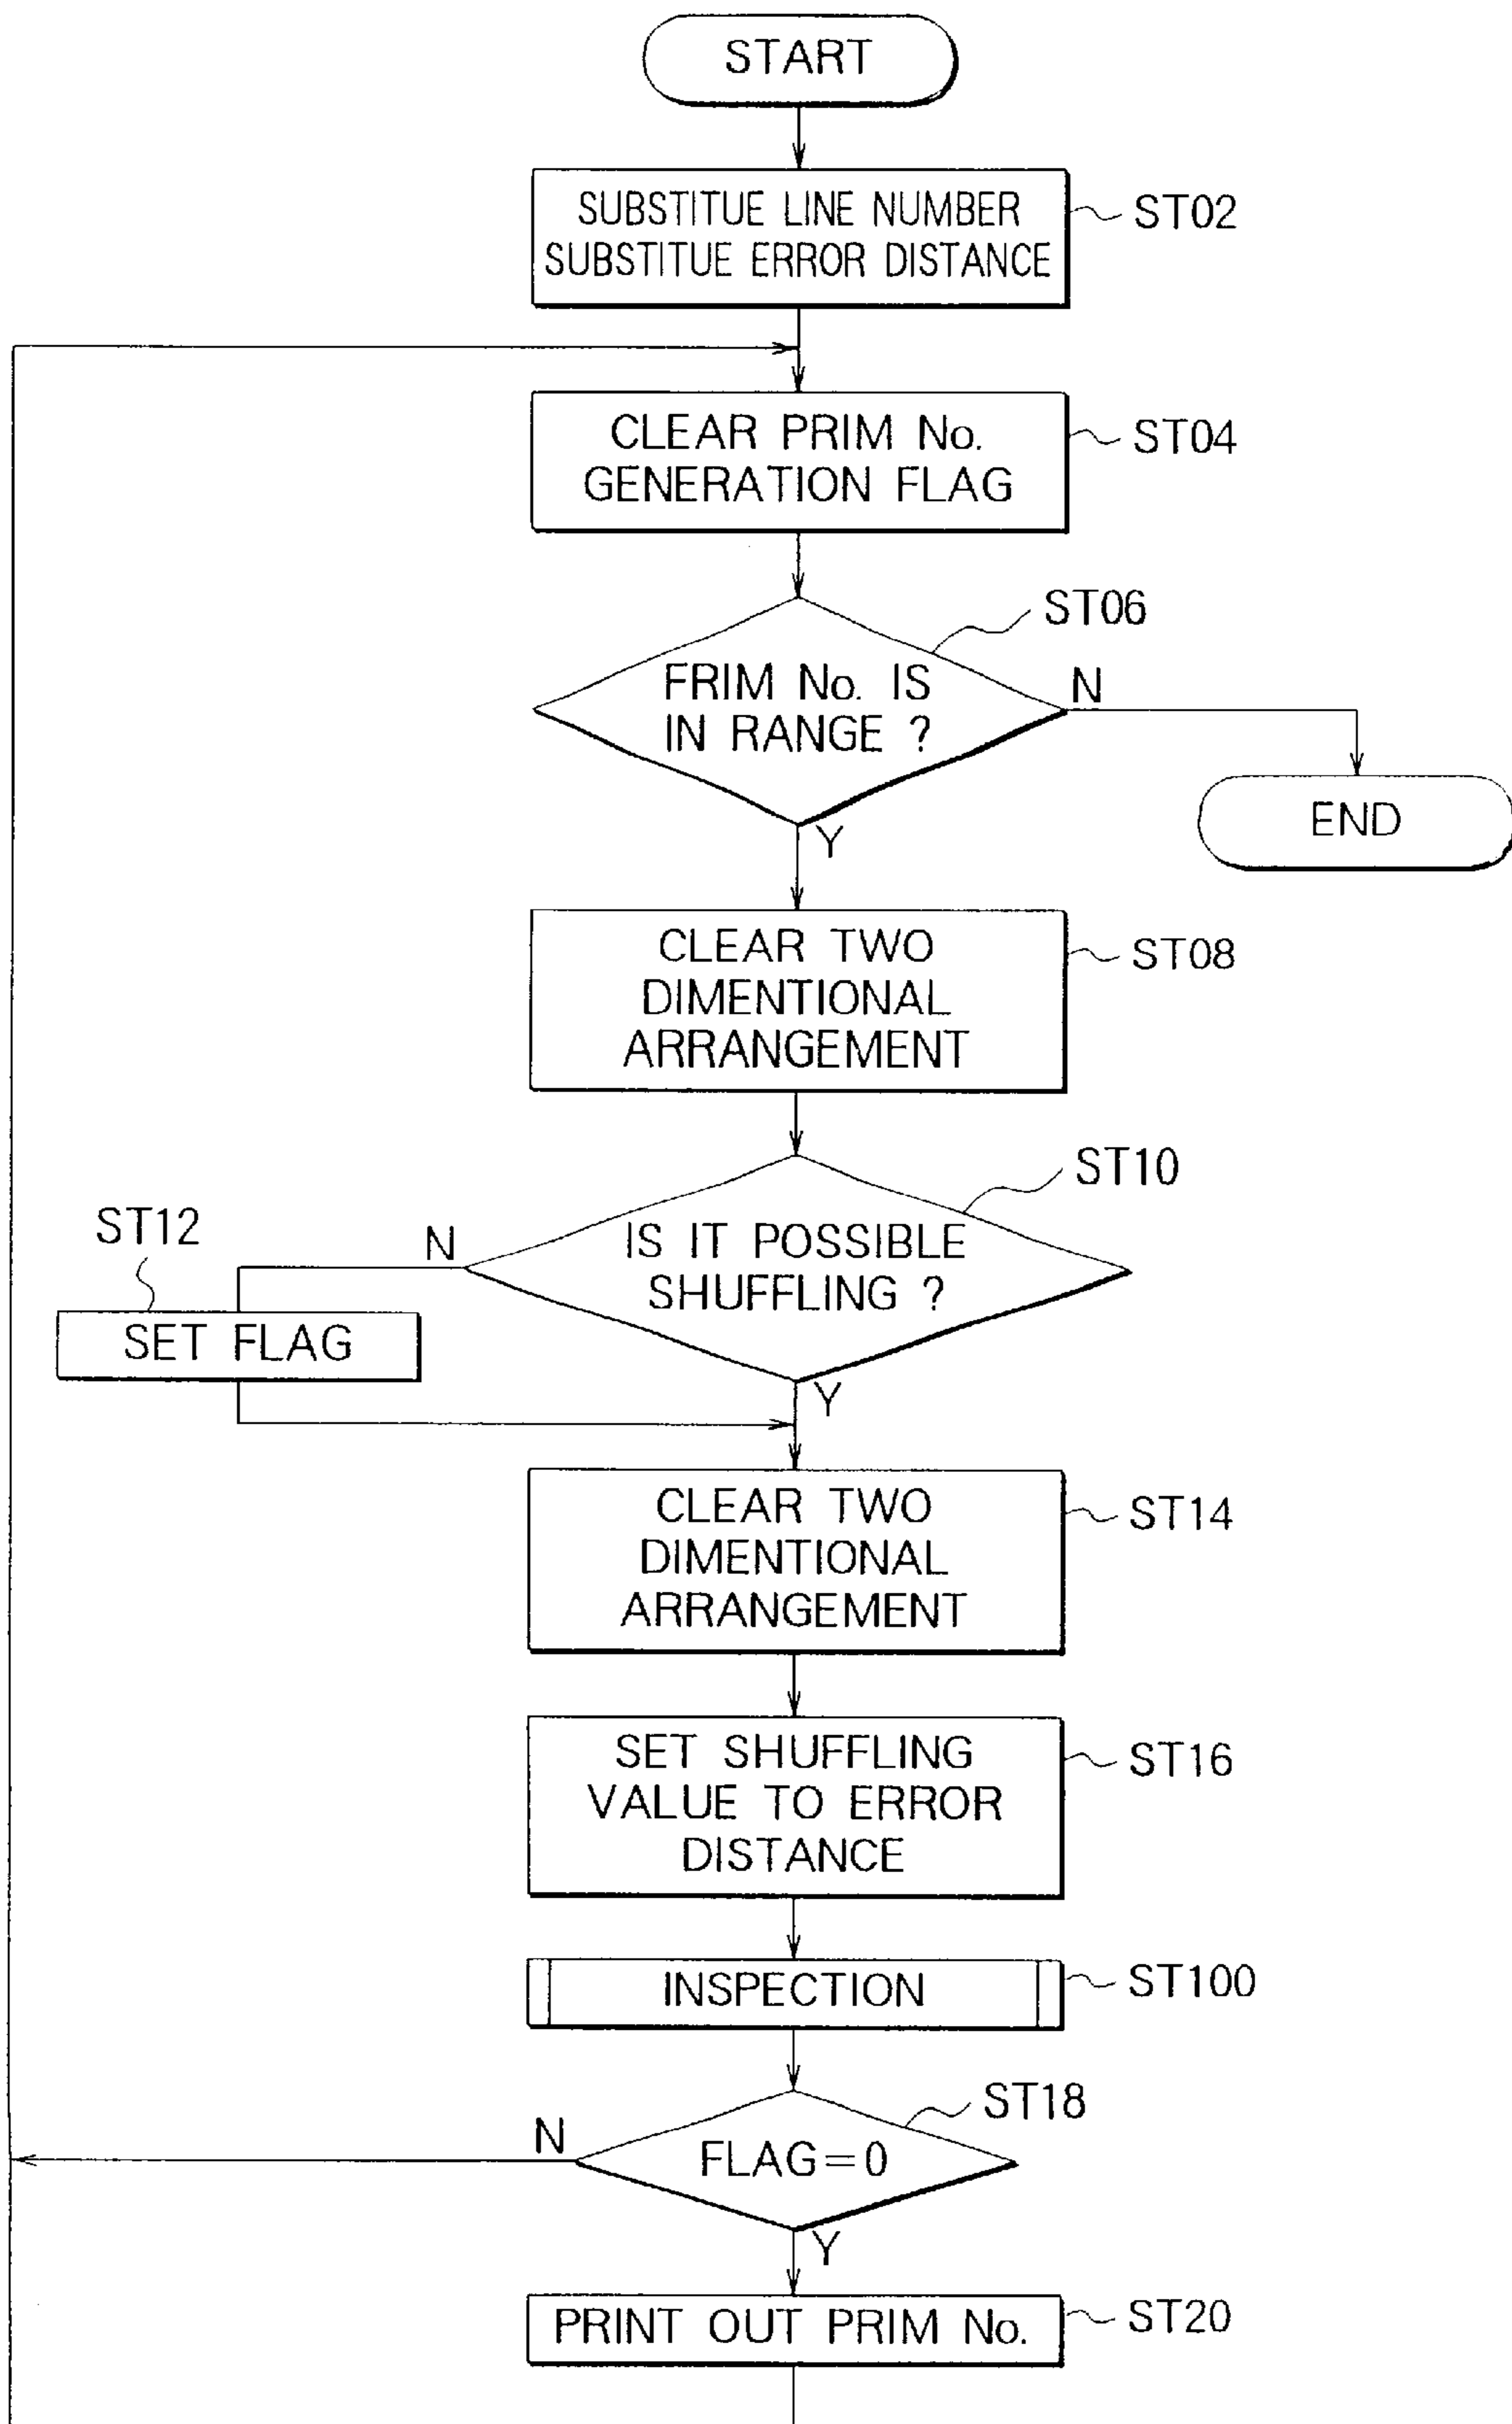 START
SUBSTITUE LINE NUMBER
SUBSTITUE ERROR DISTANCE
ST02
CLEAR PRIM No.
GENERATION FLAG
ST04
ST06
FRIM No. IS
IN RANGE ?
N
Y
END
CLEAR TWO
DIMENTIONAL
ARRANGEMENT
ST08
ST10
IS IT POSSIBLE
SHUFFLING ?
N
ST12
SET FLAG
Y
CLEAR TWO
DIMENTIONAL
ARRANGEMENT
ST14
SET SHUFFLING
VALUE TO ERROR
DISTANCE
ST16
INSPECTION
ST100
ST18
N
FLAG=0
Y
PRINT OUT PRIM No.
ST20